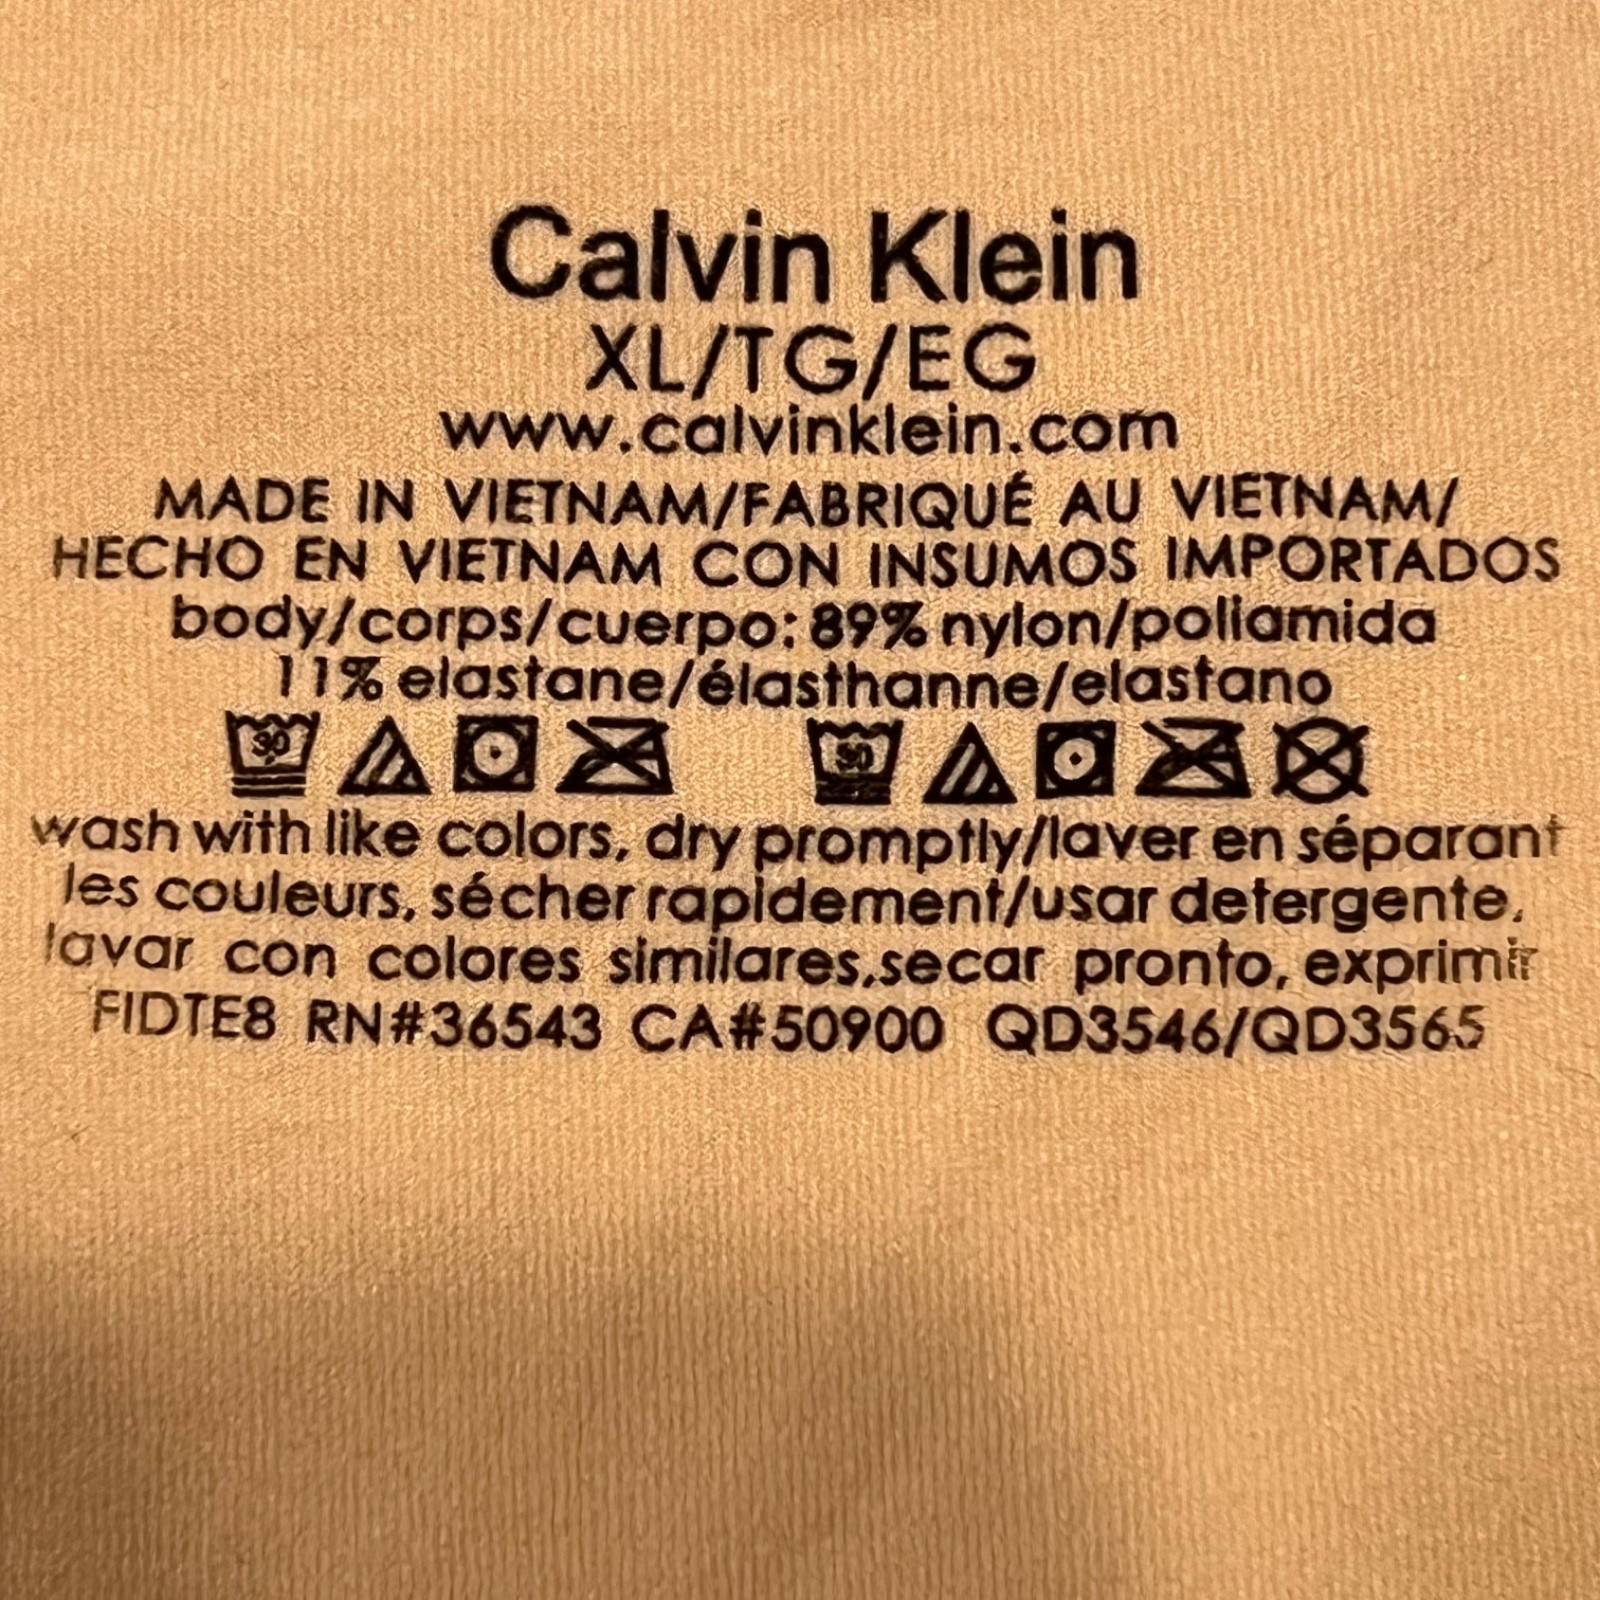 Calvin Klein
XL/TG/EG
www.calvinklein.com
MADE IN VIETNAM/FABRIQUÉ AU VIETNAM/
HECHO EN VIETNAM CON INSUMOS IMPORTADOS
body/corps/cuerpo: 89% nylon/poliamida
11% elastane/élasthanne/elastano
30 30
wash with like colors, dry promptly/laver en séparant
les couleurs, sécher rapidement/usar detergente,
lavar con colores similares,secar pronto, exprimir
FIDTE8 RN#36543 CA#50900 QD3546/QD3565